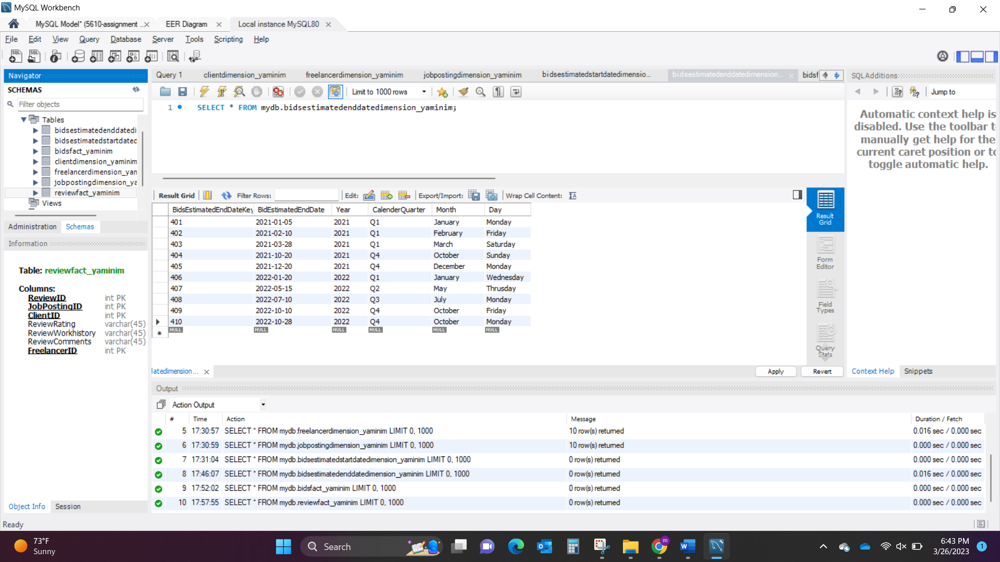 MySQL Workbench
MySQL Model* (5610-assignment ... EER Diagram Local instance MySQL80
File Edit View Query Database Server Tools Scripting Help
Navigator
SCHEMAS
Filter objects
Tables
bidsestimatedenddatedi
bidsestimatedstartdated
bidsfact_yaminim
clientdimension_yaminim
freelancerdimension_yan
jobpostingdimension_ya
reviewfact_yaminim
Views
Administration Schemas
Information
Table: reviewfact_yaminim
Columns:
ReviewID int PK
JobPostingID int PK
ClientID int PK
ReviewRating varchar(45)
ReviewWorkhistory varchar(45)
ReviewComments varchar(45)
FreelancerID int PK
Object Info Session
Ready
Query 1 clientdimension_yaminim freelancerdimension_yaminim jobpostingdimension_yaminim bidsestimatedstartdatedimensio... bidsestimatedenddatedimension... bidsf
Limit to 1000 rows
1 SELECT * FROM mydb.bidsestimatedenddatedimension_yaminim;
Result Grid Filter Rows: Edit: Export/Import: Wrap Cell Content:
BidsEstimatedEndDateKey BidEstimatedEndDate Year CalenderQuarter Month Day
401 2021-01-05 2021 Q1 January Monday
402 2021-02-10 2021 Q1 February Friday
403 2021-03-28 2021 Q1 March Saturday
404 2021-10-20 2021 Q4 October Sunday
405 2021-12-20 2021 Q4 December Monday
406 2022-01-20 2022 Q1 January Wednesday
407 2022-05-15 2022 Q2 May Thrusday
408 2022-07-10 2022 Q3 July Monday
409 2022-10-10 2022 Q4 October Friday
410 2022-10-28 2022 Q4 October Monday
NULL NULL NULL NULL NULL NULL
Result
Grid
Form
Editor
Field
Types
Query
Stats
latedimension... Apply Revert
SQLAdditions
Jump to
Automatic context help is
disabled. Use the toolbar t
manually get help for the
current caret position or to
toggle automatic help.
Context Help Snippets
Output
Action Output
# Time Action Message Duration / Fetch
5 17:30:57 SELECT * FROM mydb.freelancerdimension_yaminim LIMIT 0, 1000 10 row(s) returned 0.016 sec / 0.000 sec
6 17:30:59 SELECT * FROM mydb.jobpostingdimension_yaminim LIMIT 0, 1000 10 row(s) returned 0.000 sec / 0.000 sec
7 17:31:04 SELECT * FROM mydb.bidsestimatedstartdatedimension_yaminim LIMIT 0, 1000 0 row(s) returned 0.000 sec / 0.000 sec
8 17:46:07 SELECT * FROM mydb.bidsestimatedenddatedimension_yaminim LIMIT 0, 1000 0 row(s) returned 0.016 sec / 0.000 sec
9 17:52:02 SELECT * FROM mydb.bidsfact_yaminim LIMIT 0, 1000 0 row(s) returned 0.000 sec / 0.000 sec
10 17:57:55 SELECT * FROM mydb.reviewfact_yaminim LIMIT 0, 1000 0 row(s) returned 0.000 sec / 0.000 sec
73°F
Sunny
Search
6:43 PM
3/26/2023
1